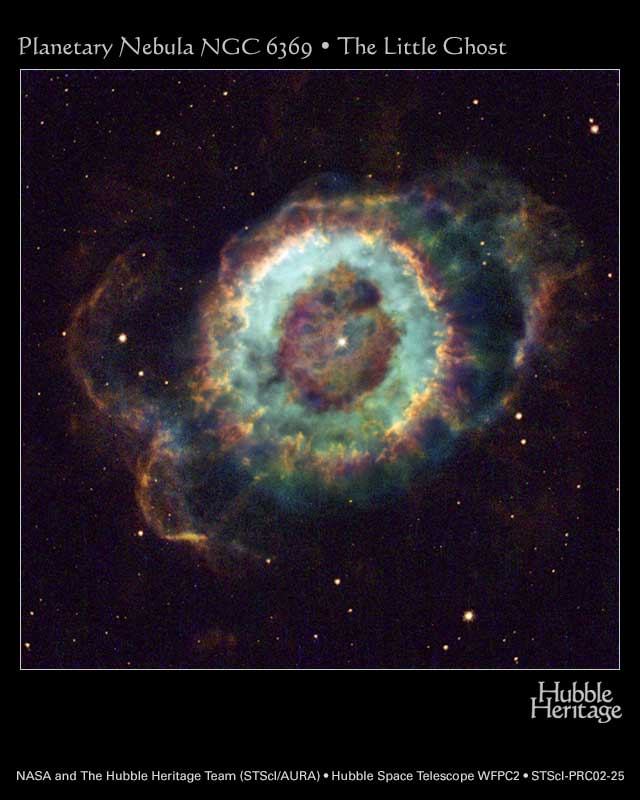 Planetary Nebula NGC 6369 • The Little Ghost
Hubble
Heritage
NASA and The Hubble Heritage Team (STScI/AURA) • Hubble Space Telescope WFPC2 • STScI-PRC02-25